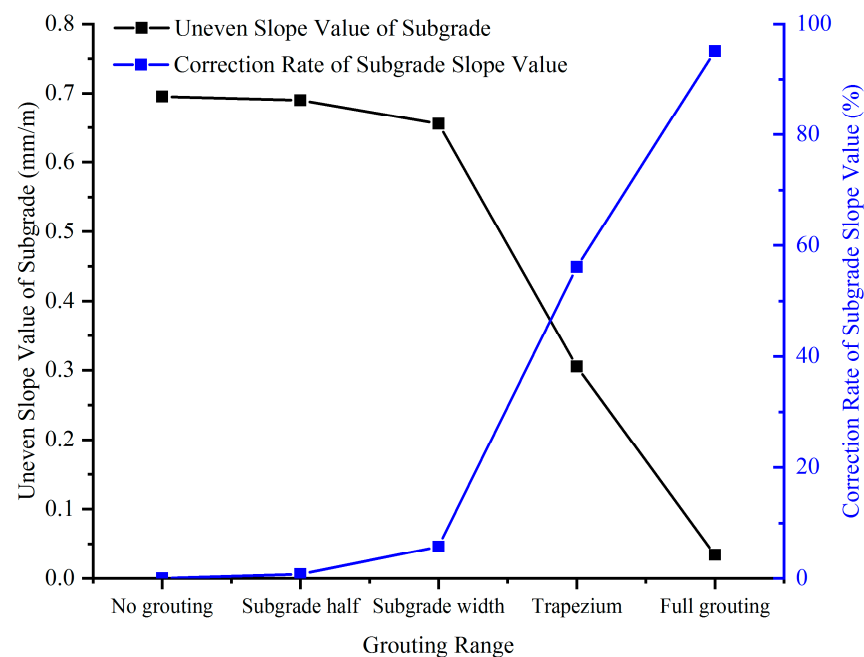 Uneven Slope Value of Subgrade
Correction Rate of Subgrade Slope Value
Uneven Slope Value of Subgrade (mm/m)
0.8
0.7
0.6
0.5
0.4
0.3
0.2
0.1
0.0
100
80
60
40
20
0
Correction Rate of Subgrade Slope Value (%)
No grouting
Subgrade half
Subgrade width
Trapezium
Full grouting
Grouting Range